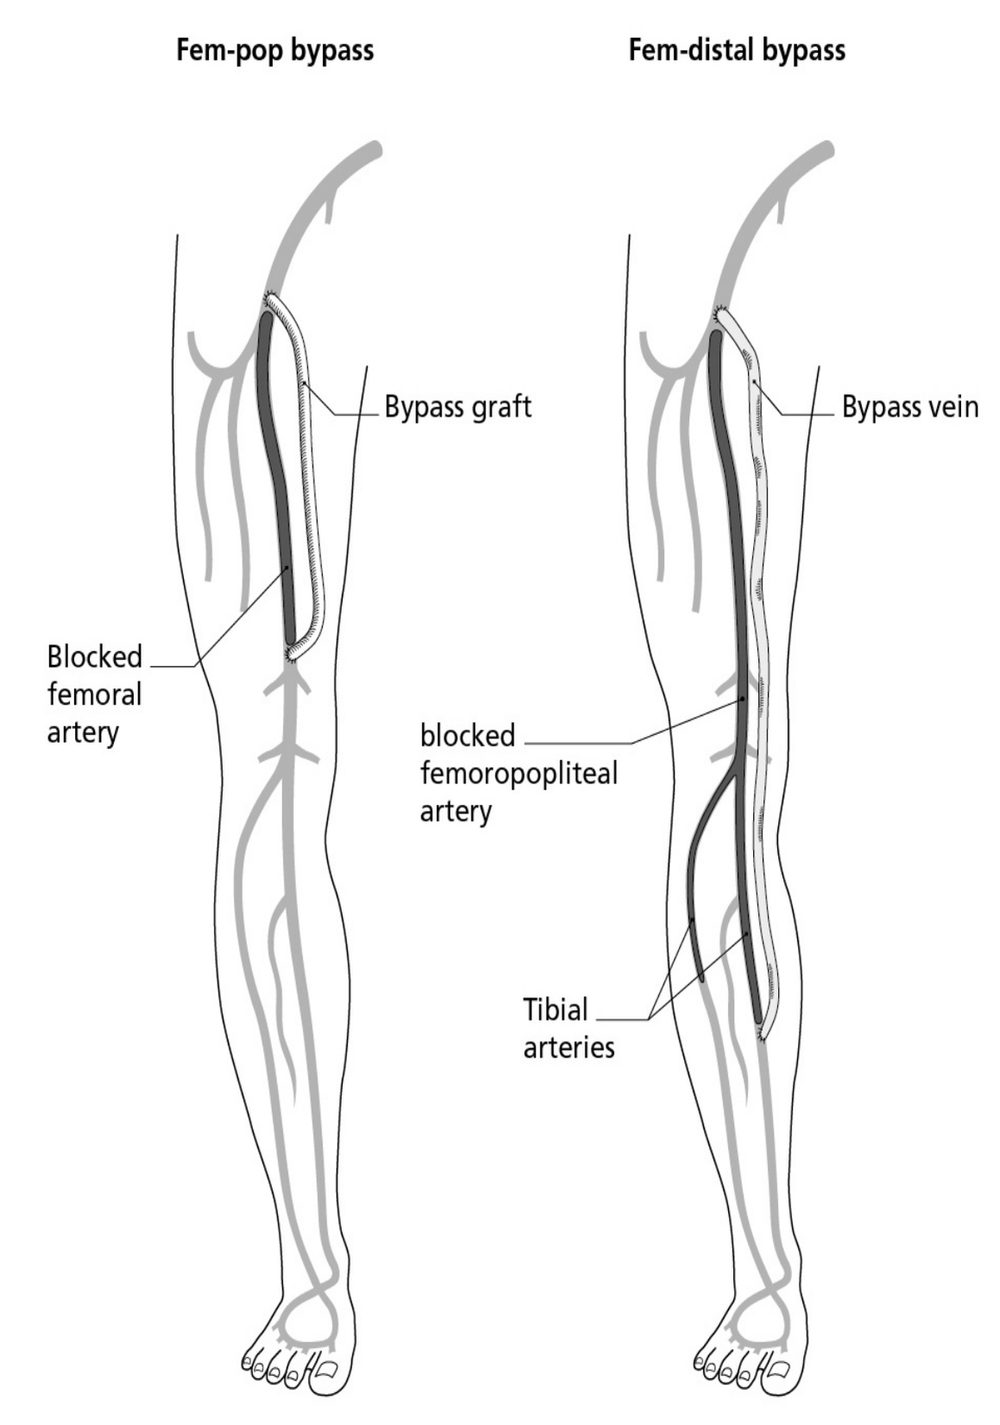 Fem-pop bypass
Fem-distal bypass
Bypass graft
Bypass vein
Blocked
femoral
artery
blocked
femoropopliteal
artery
Tibial
arteries